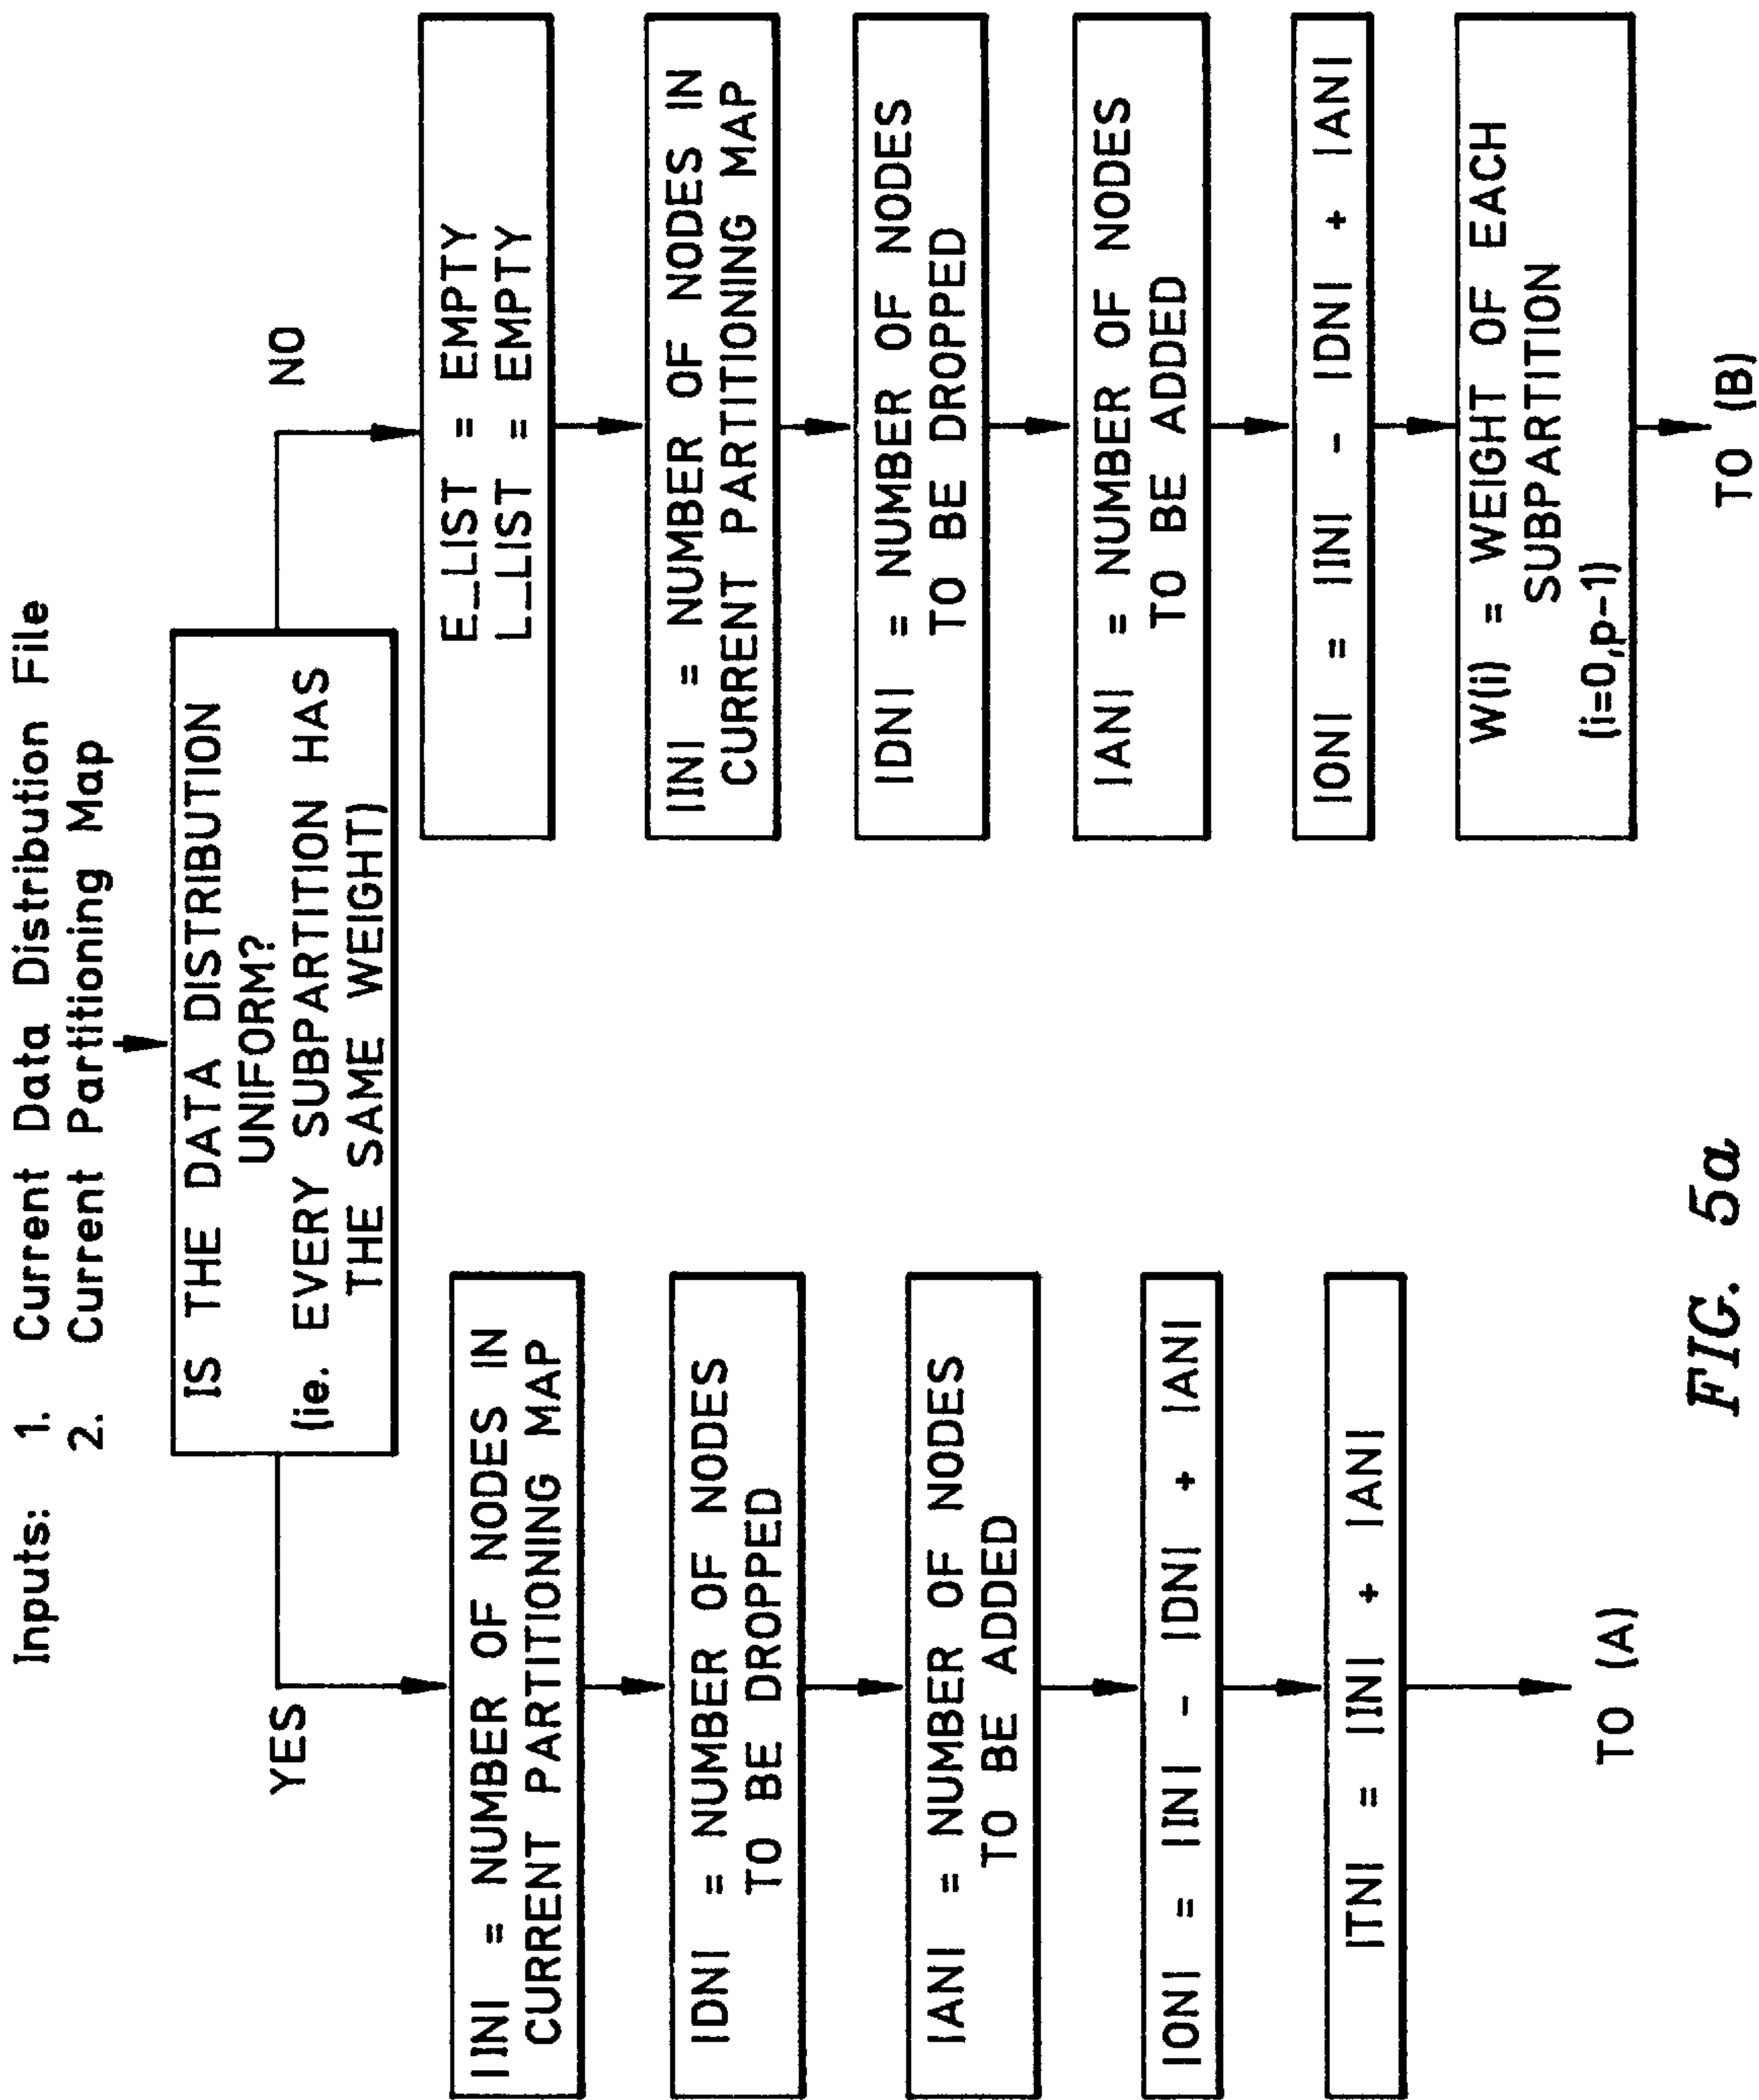 Inputs: 1. Current Data Distribution File
2. Current Partitioning Map
IS THE DATA DISTRIBUTION
UNIFORM?
(ie. EVERY SUBPARTITION HAS
THE SAME WEIGHT)
YES
|IN| = NUMBER OF NODES IN
CURRENT PARTITIONING MAP
|DN| = NUMBER OF NODES
TO BE DROPPED
|AN| = NUMBER OF NODES
TO BE ADDED
|ON| = |IN| - |DN| + |AN|
|TN| = |IN| + |AN|
TO (A)
NO
E_LIST = EMPTY
L_LIST = EMPTY
|IN| = NUMBER OF NODES IN
CURRENT PARTITIONING MAP
|DN| = NUMBER OF NODES
TO BE DROPPED
|AN| = NUMBER OF NODES
TO BE ADDED
|ON| = |IN| - |DN| + |AN|
W(i) = WEIGHT OF EACH
SUBPARTITION
(i=0,p-1)
TO (B)
FIG. 5a